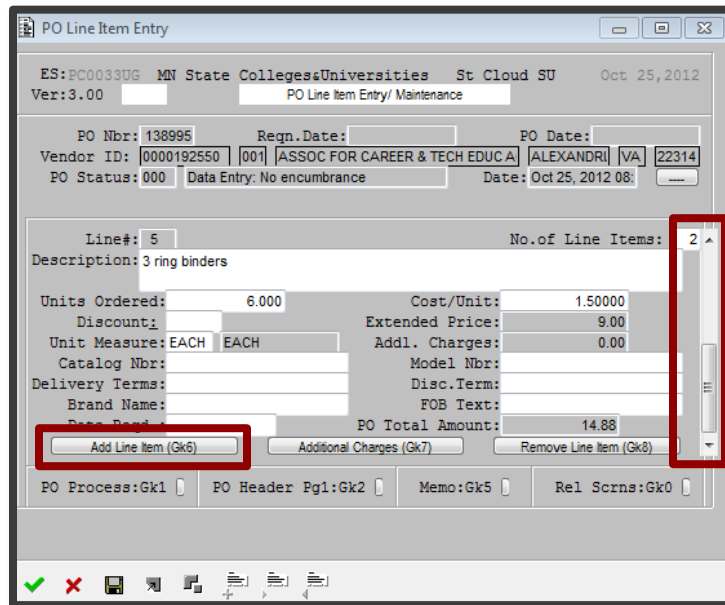 PO Line Item Entry
ES:PC0033UG MN State Colleges&Universities St Cloud SU Oct 25,2012
Ver:3.00 PO Line Item Entry/ Maintenance
PO Nbr: 138995 Reqn.Date: PO Date:
Vendor ID: 0000192550 001 ASSOC FOR CAREER & TECH EDUC A ALEXANDRI VA 22314
PO Status: 000 Data Entry: No encumbrance Date: Oct 25, 2012 08: ....
Line#: 5 No.of Line Items: 2
Description: 3 ring binders
Units Ordered: 6.000 Cost/Unit: 1.50000
Discount: Extended Price: 9.00
Unit Measure: EACH EACH Addl. Charges: 0.00
Catalog Nbr: Model Nbr:
Delivery Terms: Disc.Term:
Brand Name: FOB Text:
PO Total Amount: 14.88
Add Line Item (Gk6) Additional Charges (Gk7) Remove Line Item (Gk8)
PO Process:Gk1 PO Header Pg1:Gk2 Memo:Gk5 Rel Scrns:Gk0